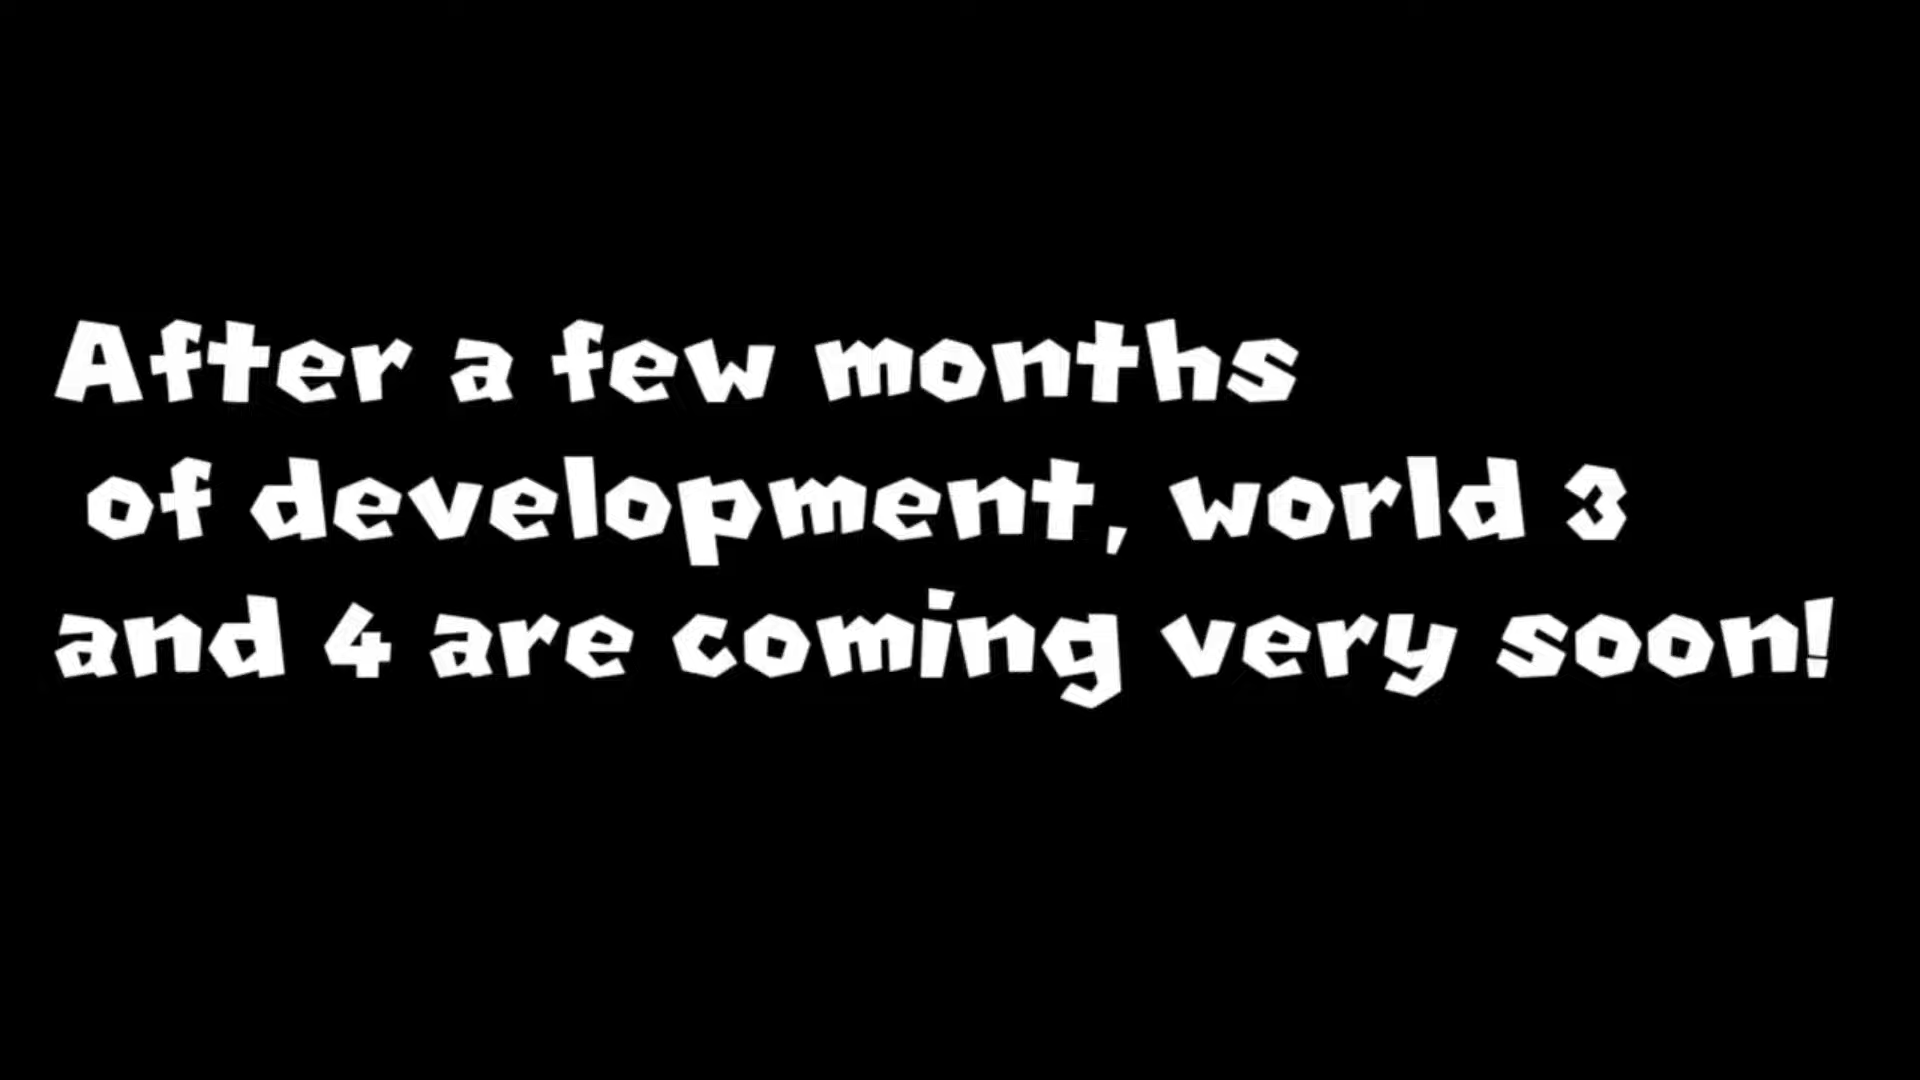 After a few months
of development, world 3
and 4 are coming very soon!